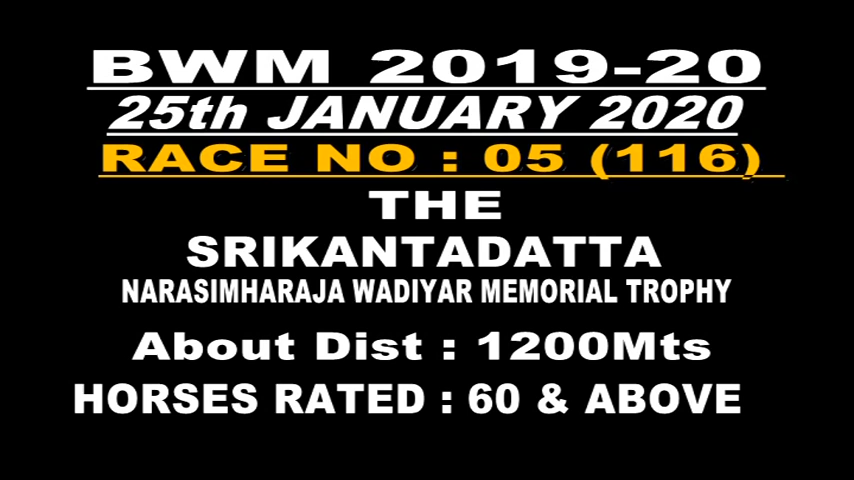 BWM 2019-20
25th JANUARY 2020
RACE NO : 05 (116)
THE
SRIKANTADATTA
NARASIMHARAJA WADIYAR MEMORIAL TROPHY
About Dist : 1200Mts
HORSES RATED : 60 & ABOVE